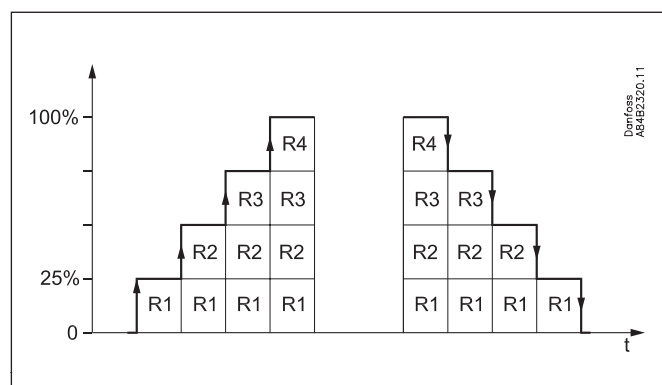 Danfoss
A84B2320.11
100%
R4 R4
R3 R3 R3 R3
R2 R2 R2 R2 R2 R2
25%
R1 R1 R1 R1 R1 R1 R1 R1
0
t